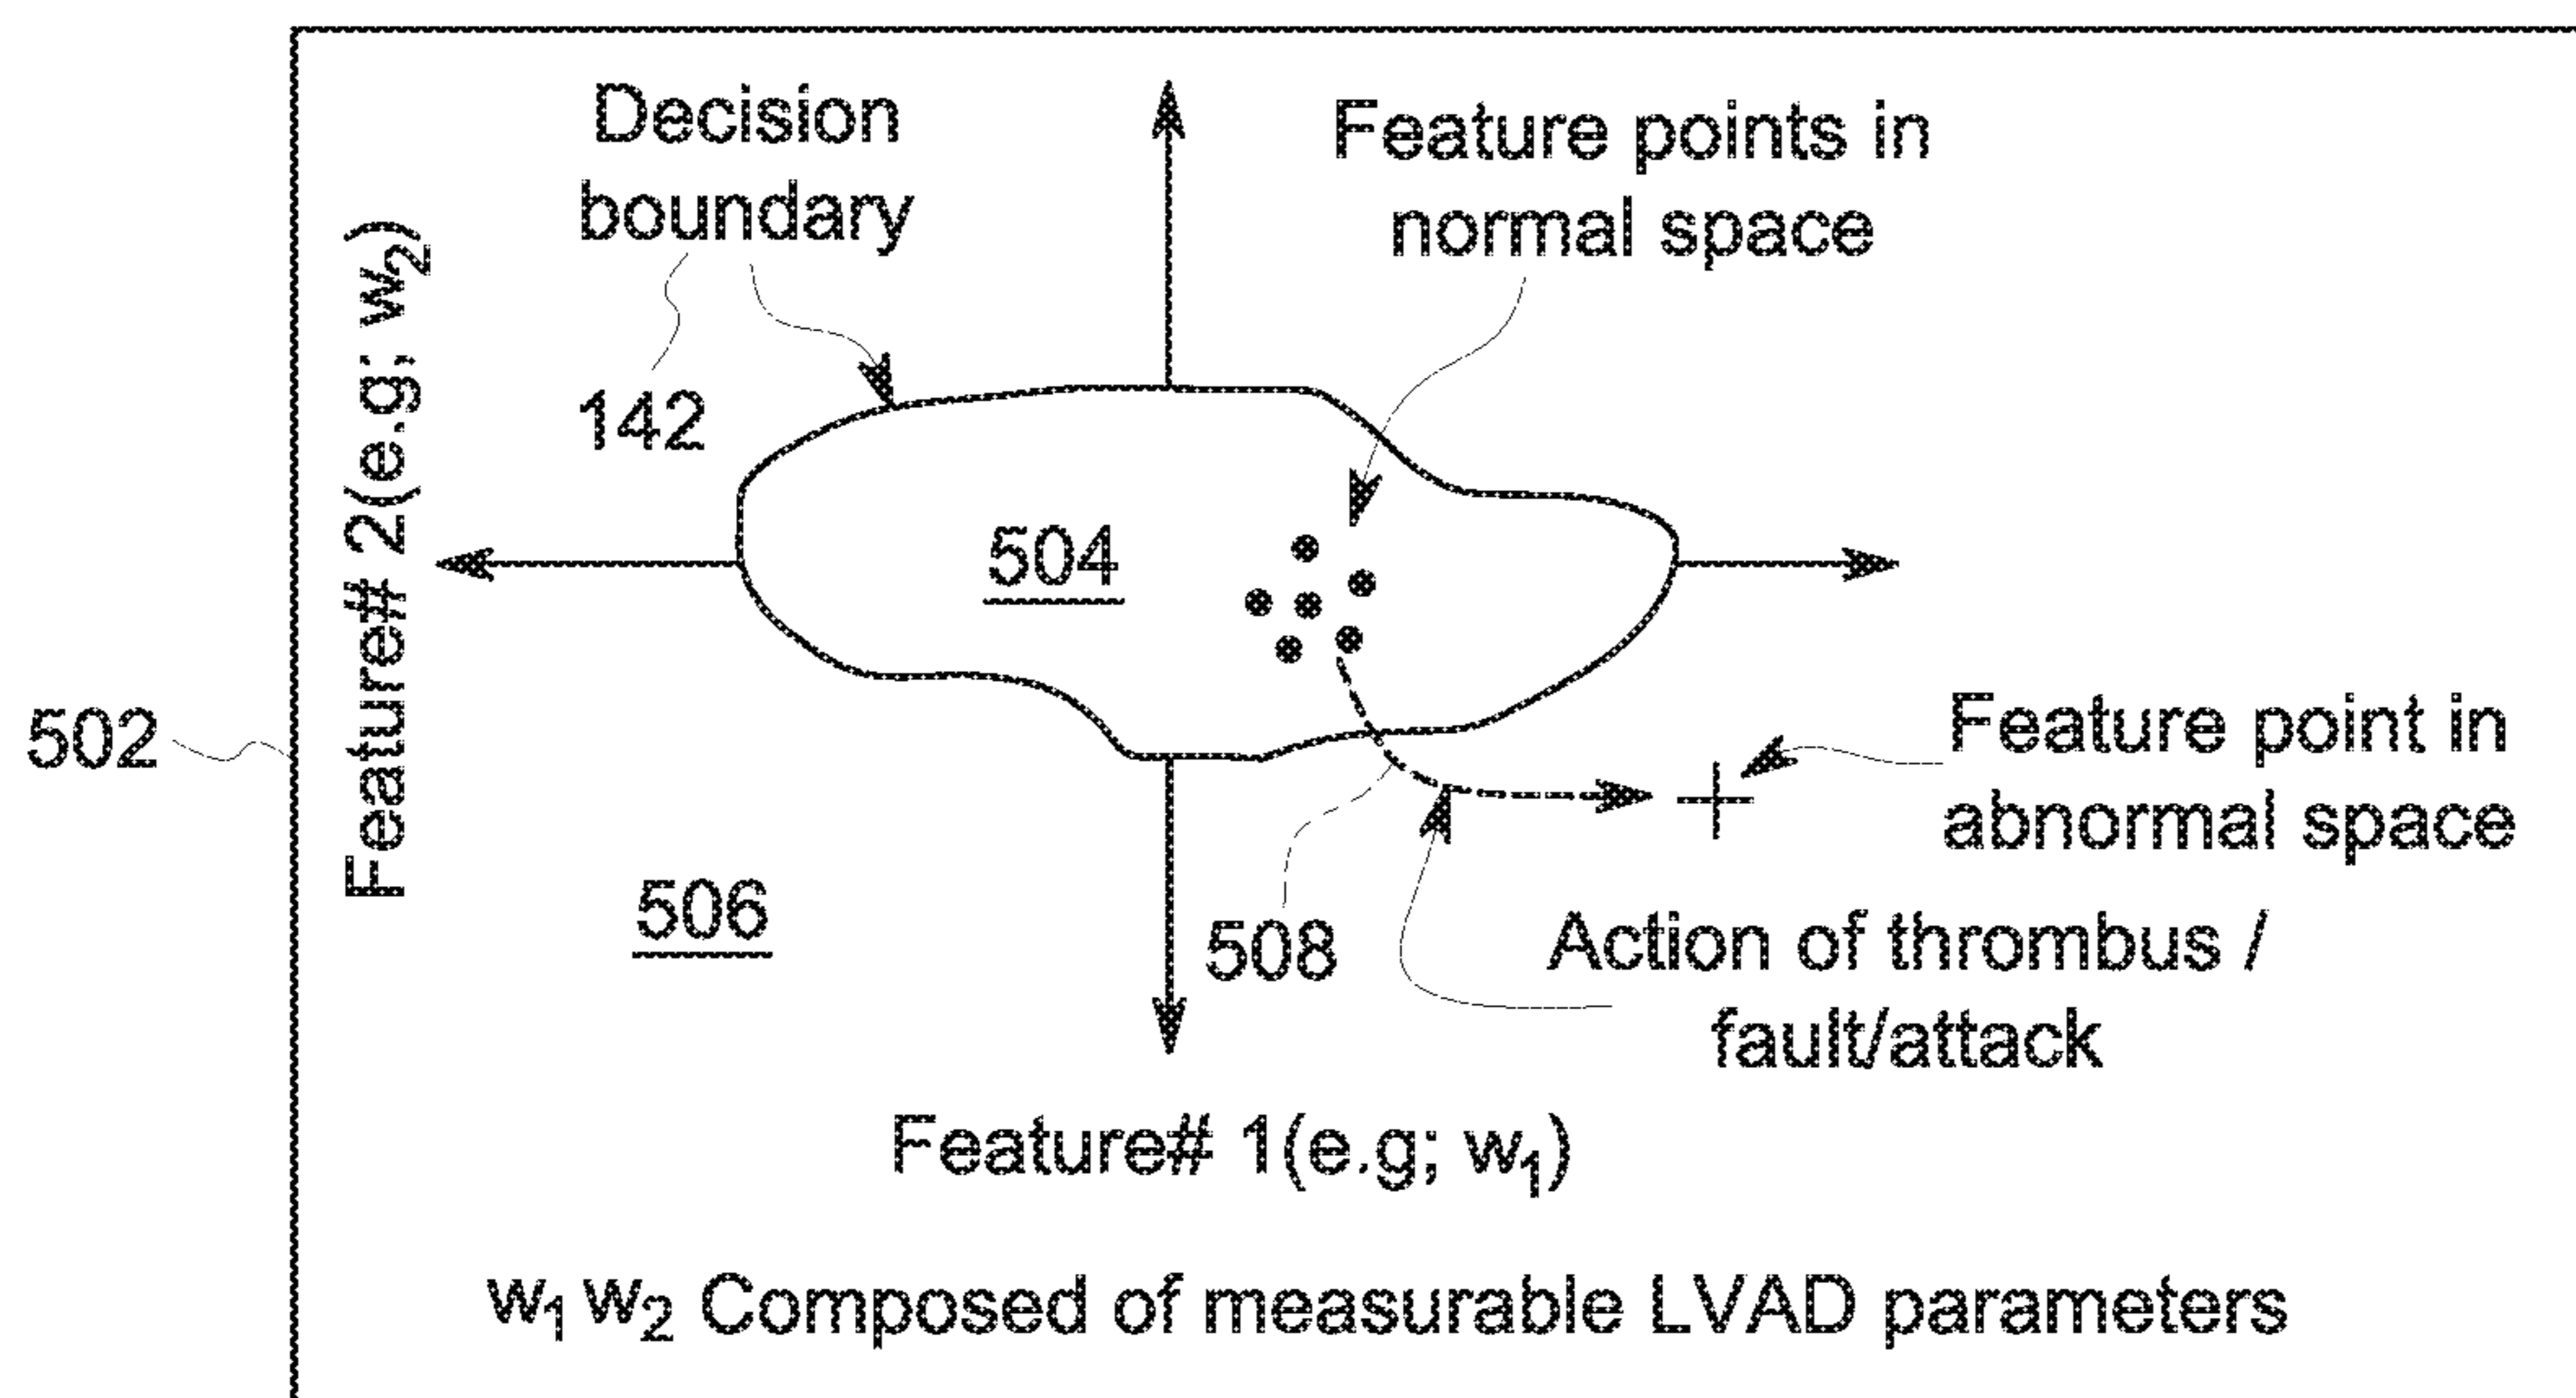 Decision
boundary
142
Feature points in
normal space
Feature# 2(e.g; w₂)
504
502
506
508
Feature point in
abnormal space
Action of thrombus /
fault/attack
Feature# 1(e.g; w₁)
w₁ w₂ Composed of measurable LVAD parameters